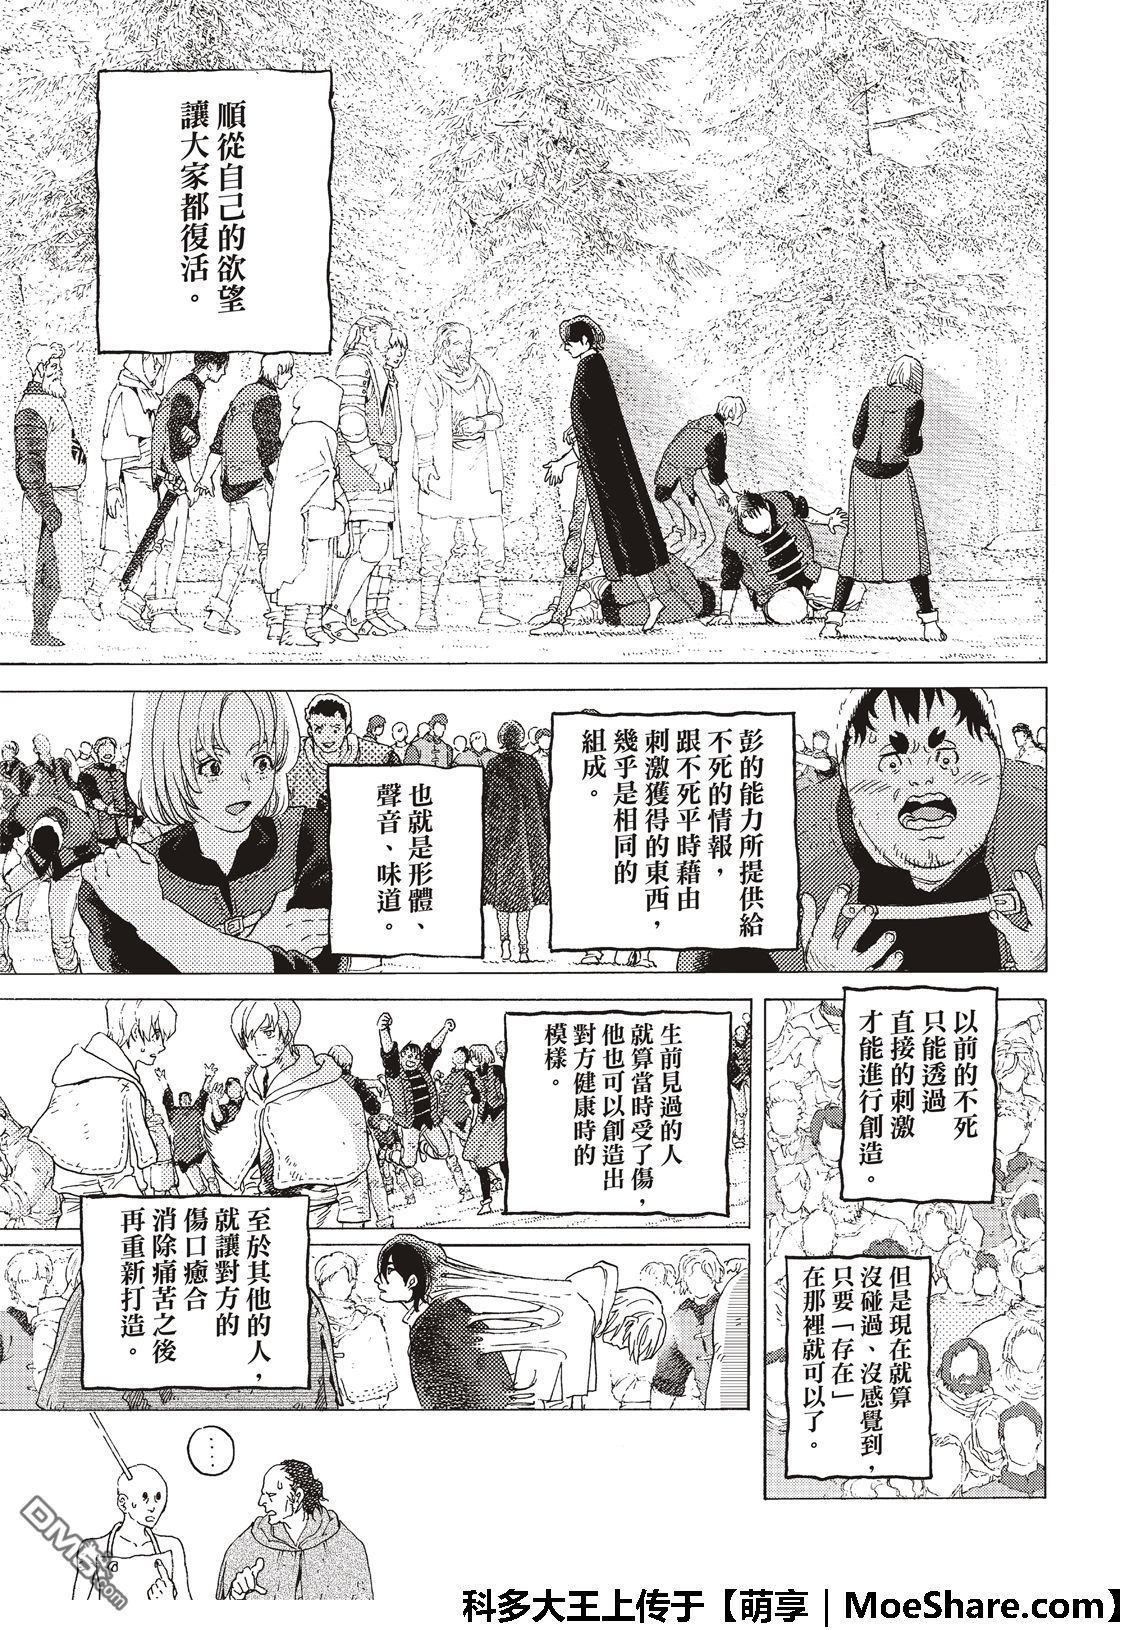 順從自己的欲望
讓大家都復活。
彭的能力所提供給
不死的情報，
跟不死平時藉由
刺激獲得的東西，
幾乎是相同的
組成。
也就是形體、
聲音、味道。
以前的不死
只能透過
直接的刺激
才能進行創造。
但是現在就算
沒碰過、沒感覺到，
只要「存在」
在那裡就可以了。
生前見過的人
就算當時受了傷，
他也可以創造出
對方健康時的
模樣。
至於其他的人，
就讓對方的
傷口癒合
消除痛苦之後
再重新打造。
…
科多大王上传于【萌享｜MoeShare.com】